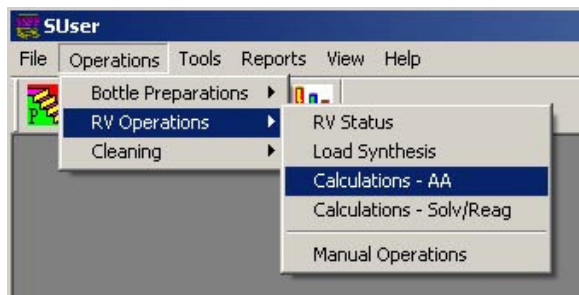 SUser
File Operations Tools Reports View Help
Bottle Preparations
RV Operations
Cleaning
RV Status
Load Synthesis
Calculations - AA
Calculations - Solv/Reag
Manual Operations